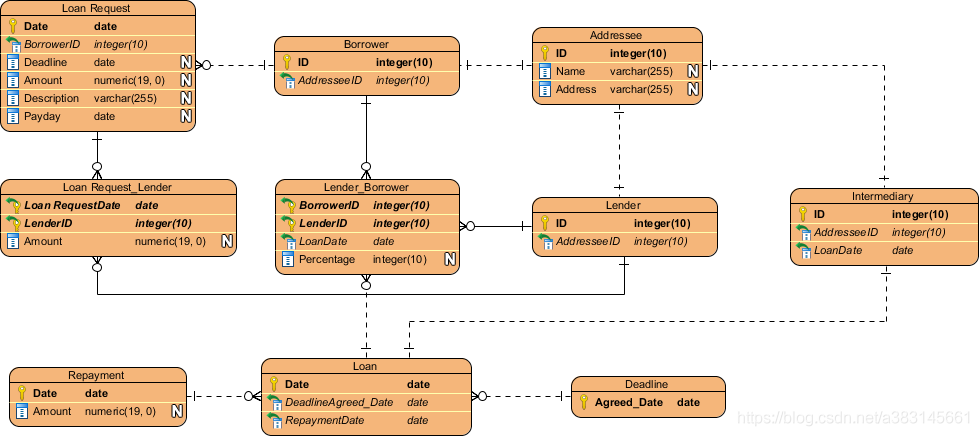 Loan Request
Date date
BorrowerID integer(10)
Deadline date N
Amount numeric(19, 0) N
Description varchar(255) N
Payday date N
Borrower
ID integer(10)
AddresseeID integer(10)
Addressee
ID integer(10)
Name varchar(255) N
Address varchar(255) N
Loan Request_Lender
Loan RequestDate date
LenderID integer(10)
Amount numeric(19, 0) N
Lender_Borrower
BorrowerID integer(10)
LenderID integer(10)
LoanDate date
Percentage integer(10) N
Lender
ID integer(10)
AddresseeID integer(10)
Intermediary
ID integer(10)
AddresseeID integer(10)
LoanDate date
Repayment
Date date
Amount numeric(19, 0) N
Loan
Date date
DeadlineAgreed_Date date
RepaymentDate date
Deadline
Agreed_Date date
https://blog.csdn.net/a383145661